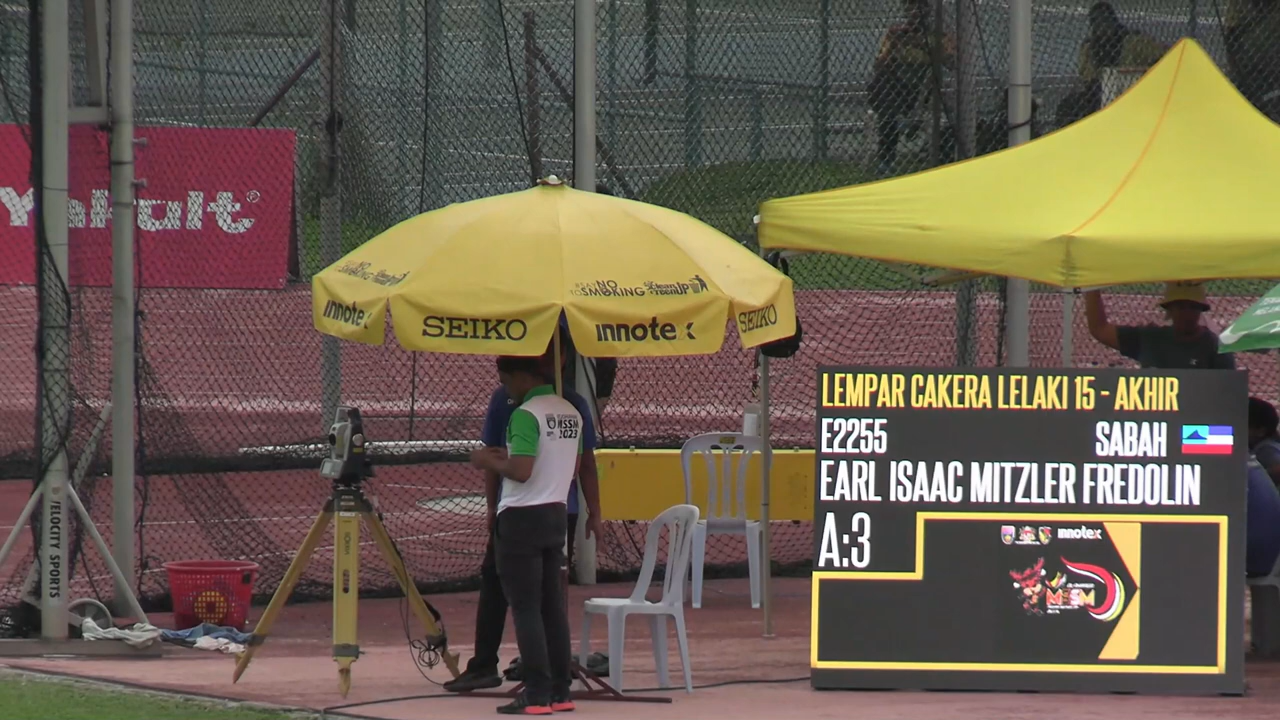 Yakult
NO
SMOKING
innotex
SEIKO
innotex
SEIKO
MSSM
2023
VELOCITY SPORTS
LEMPAR CAKERA LELAKI 15 - AKHIR
E2255 SABAH
EARL ISAAC MITZLER FREDOLIN
A:3
innotex
MSSM